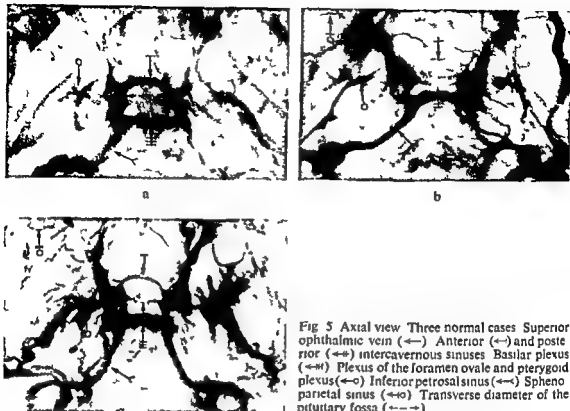 a
b
Fig 5 Axial view Three normal cases Superior
ophthalmic vein (←—) Anterior (↔) and poste
rior (←#) intercavernous sinuses Basilar plexus
(←#) Plexus of the foramen ovale and pterygoid
plexus (←o) Inferior petrosal sinus (←<) Spheno
parietal sinus (↔o) Transverse diameter of the
pituitary fossa (←--→)